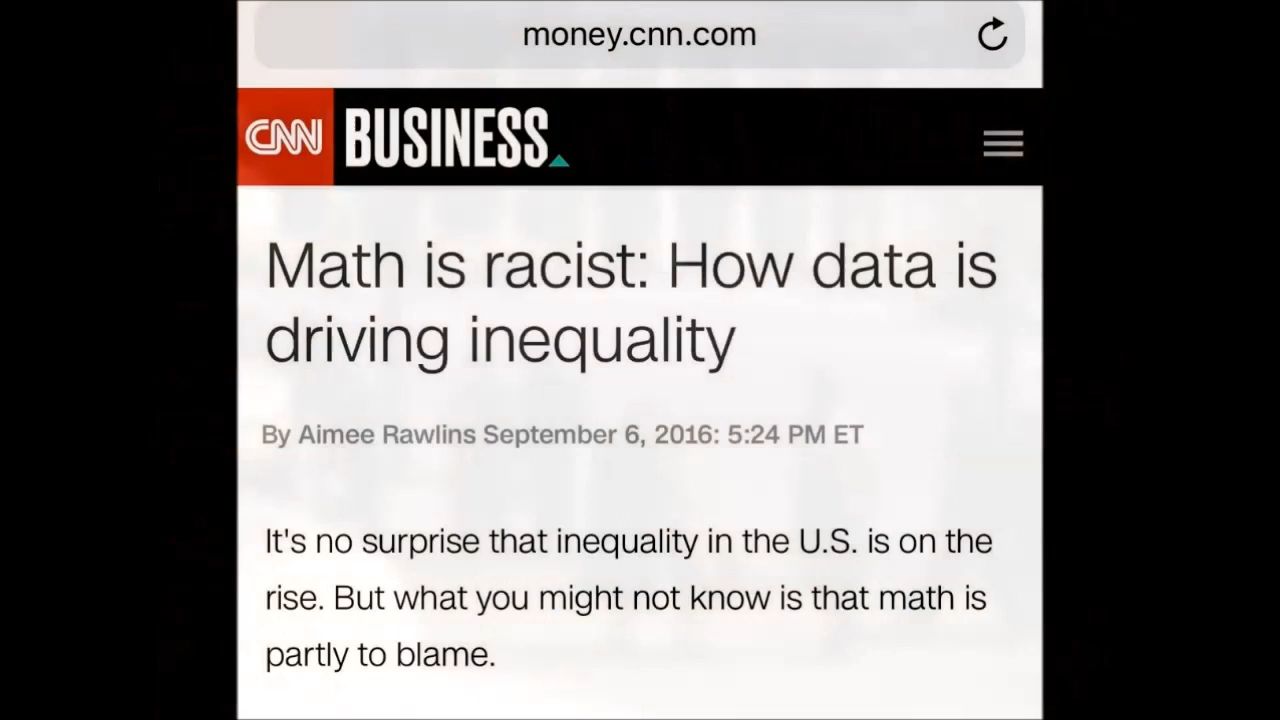 money.cnn.com
CNN BUSINESS
Math is racist: How data is
driving inequality
By Aimee Rawlins September 6, 2016: 5:24 PM ET
It's no surprise that inequality in the U.S. is on the
rise. But what you might not know is that math is
partly to blame.